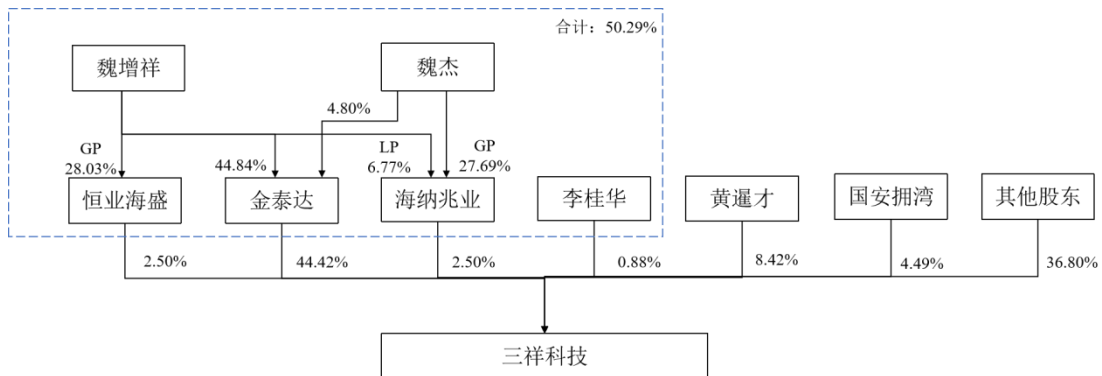 合计：50.29%
魏增祥
魏杰
4.80%
GP
LP
GP
28.03%
44.84%
6.77%
27.69%
恒业海盛
金泰达
海纳兆业
李桂华
黄暹才
国安拥湾
其他股东
2.50%
44.42%
2.50%
0.88%
8.42%
4.49%
36.80%
三祥科技